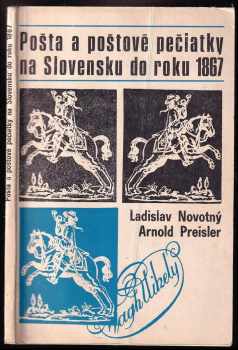 Pošta a poštové pečiatky na Slovensku do roku 1867
Pošta a poštové pečiatky
na Slovensku do roku 1867
Ladislav Novotný
Arnold Preisler